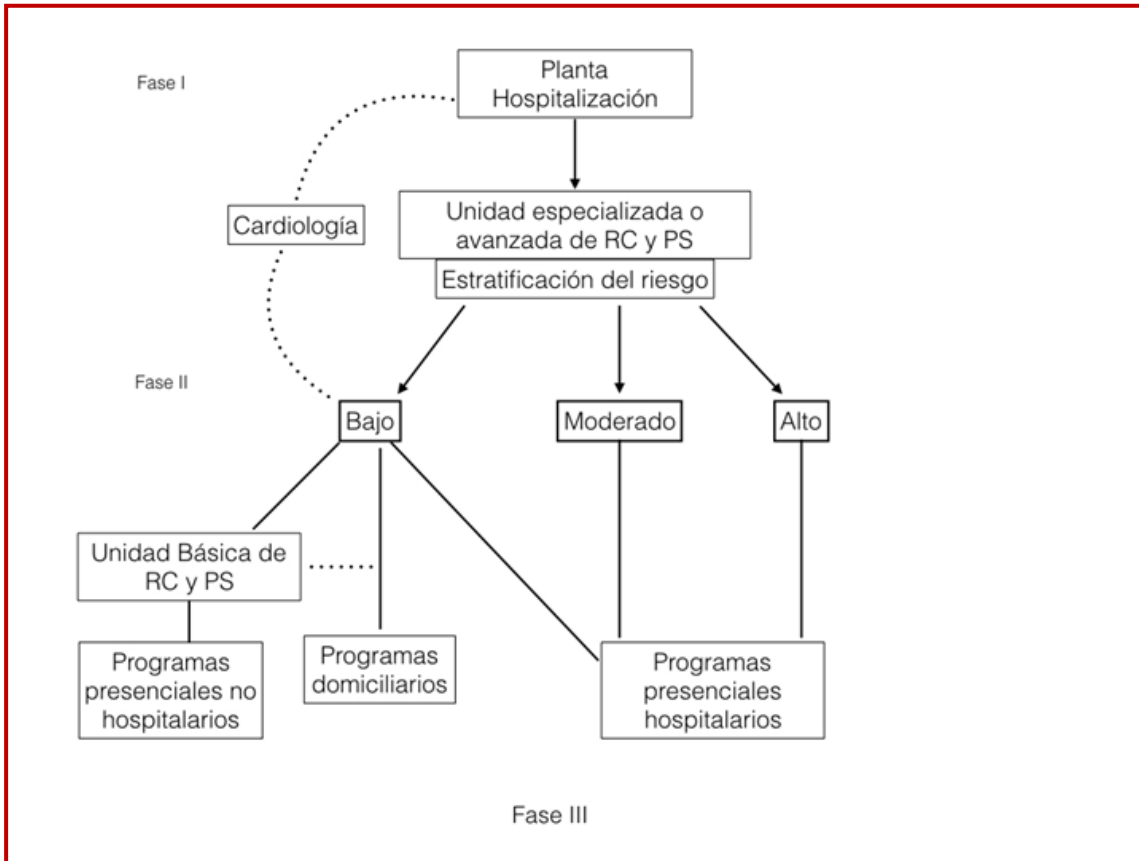 Fase I
Planta
Hospitalización
Cardiología
Unidad especializada o
avanzada de RC y PS
Estratificación del riesgo
Fase II
Bajo
Moderado
Alto
Unidad Básica de
RC y PS
Programas
presenciales no
hospitalarios
Programas
domiciliarios
Programas
presenciales
hospitalarios
Fase III